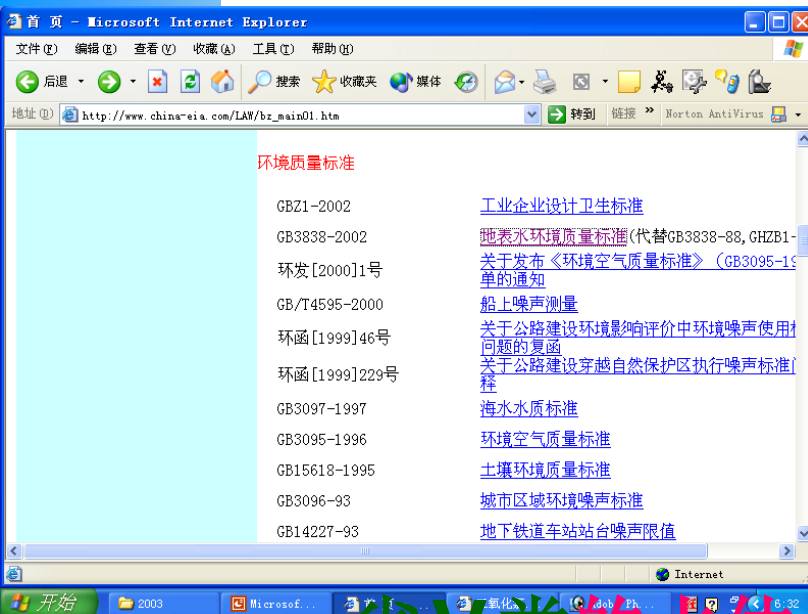 首 页 - Microsoft Internet Explorer
文件(F) 编辑(E) 查看(V) 收藏(A) 工具(T) 帮助(H)
后退 搜索 收藏夹 媒体
地址(D) http://www.china-eia.com/LAW/bz_main01.htm 转到 链接 » Norton AntiVirus
环境质量标准
GBZ1-2002 工业企业设计卫生标准
GB3838-2002 地表水环境质量标准(代替GB3838-88,GHZB1-
环发[2000]1号 关于发布《环境空气质量标准》(GB3095-19
单的通知
GB/T4595-2000 船上噪声测量
环函[1999]46号 关于公路建设环境影响评价中环境噪声使用
问题的复函
环函[1999]229号 关于公路建设穿越自然保护区执行噪声标准
释
GB3097-1997 海水水质标准
GB3095-1996 环境空气质量标准
GB15618-1995 土壤环境质量标准
GB3096-93 城市区域环境噪声标准
GB14227-93 地下铁道车站站台噪声限值
Internet
开始 2003 Microsof... 6:32